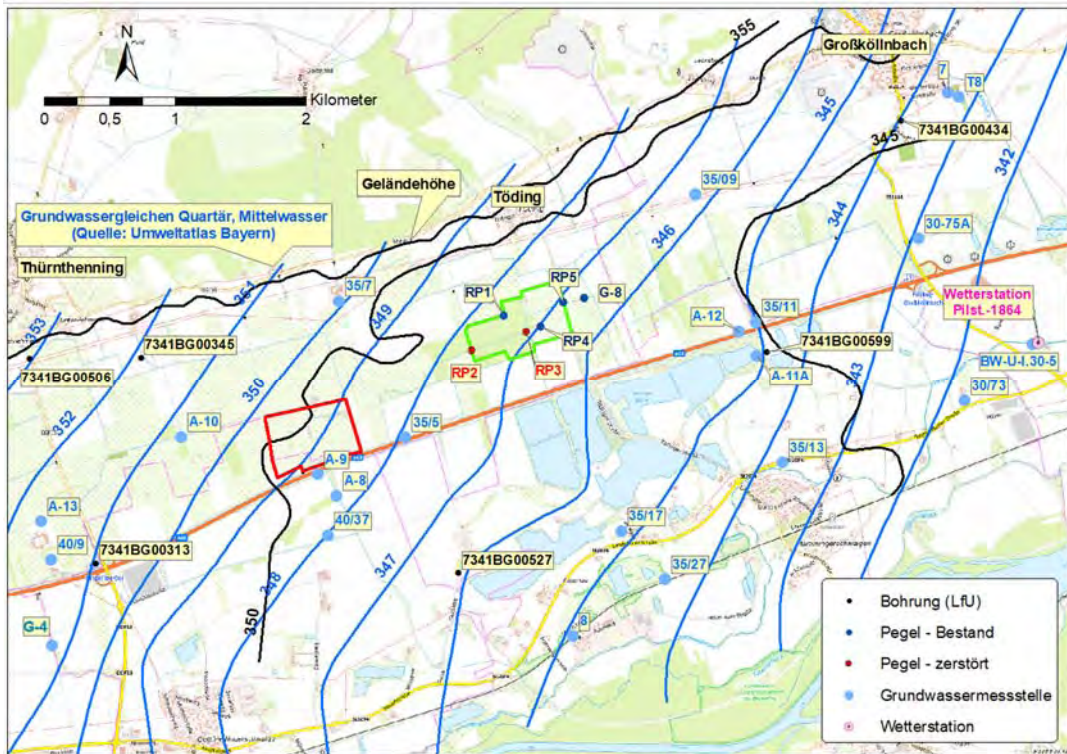 N
Kilometer
0 0,5 1 2
355
Großköllnbach
7
T8
7341BG00434
345
345
342
Geländehöhe
Töding
35/09
346
344
30-75A
Grundwassergleichen Quartär, Mittelwasser
(Quelle: Umweltatlas Bayern)
Thürnthenning
351
35/7
349
RP1
RP5
G-8
Wetterstation
Pilst.-1864
353
7341BG00345
7341BG00506
A-12
35/11
7341BG00599
RP4
RP2
RP3
BW-U-I.30-5
350
352
A-11A
343
30/73
A-10
35/5
A-9
A-8
35/13
A-13
40/9
7341BG00313
40/37
35/17
347
7341BG00527
348
350
35/27
G-4
8
Bohrung (LfU)
Pegel - Bestand
Pegel - zerstört
Grundwassermessstelle
Wetterstation